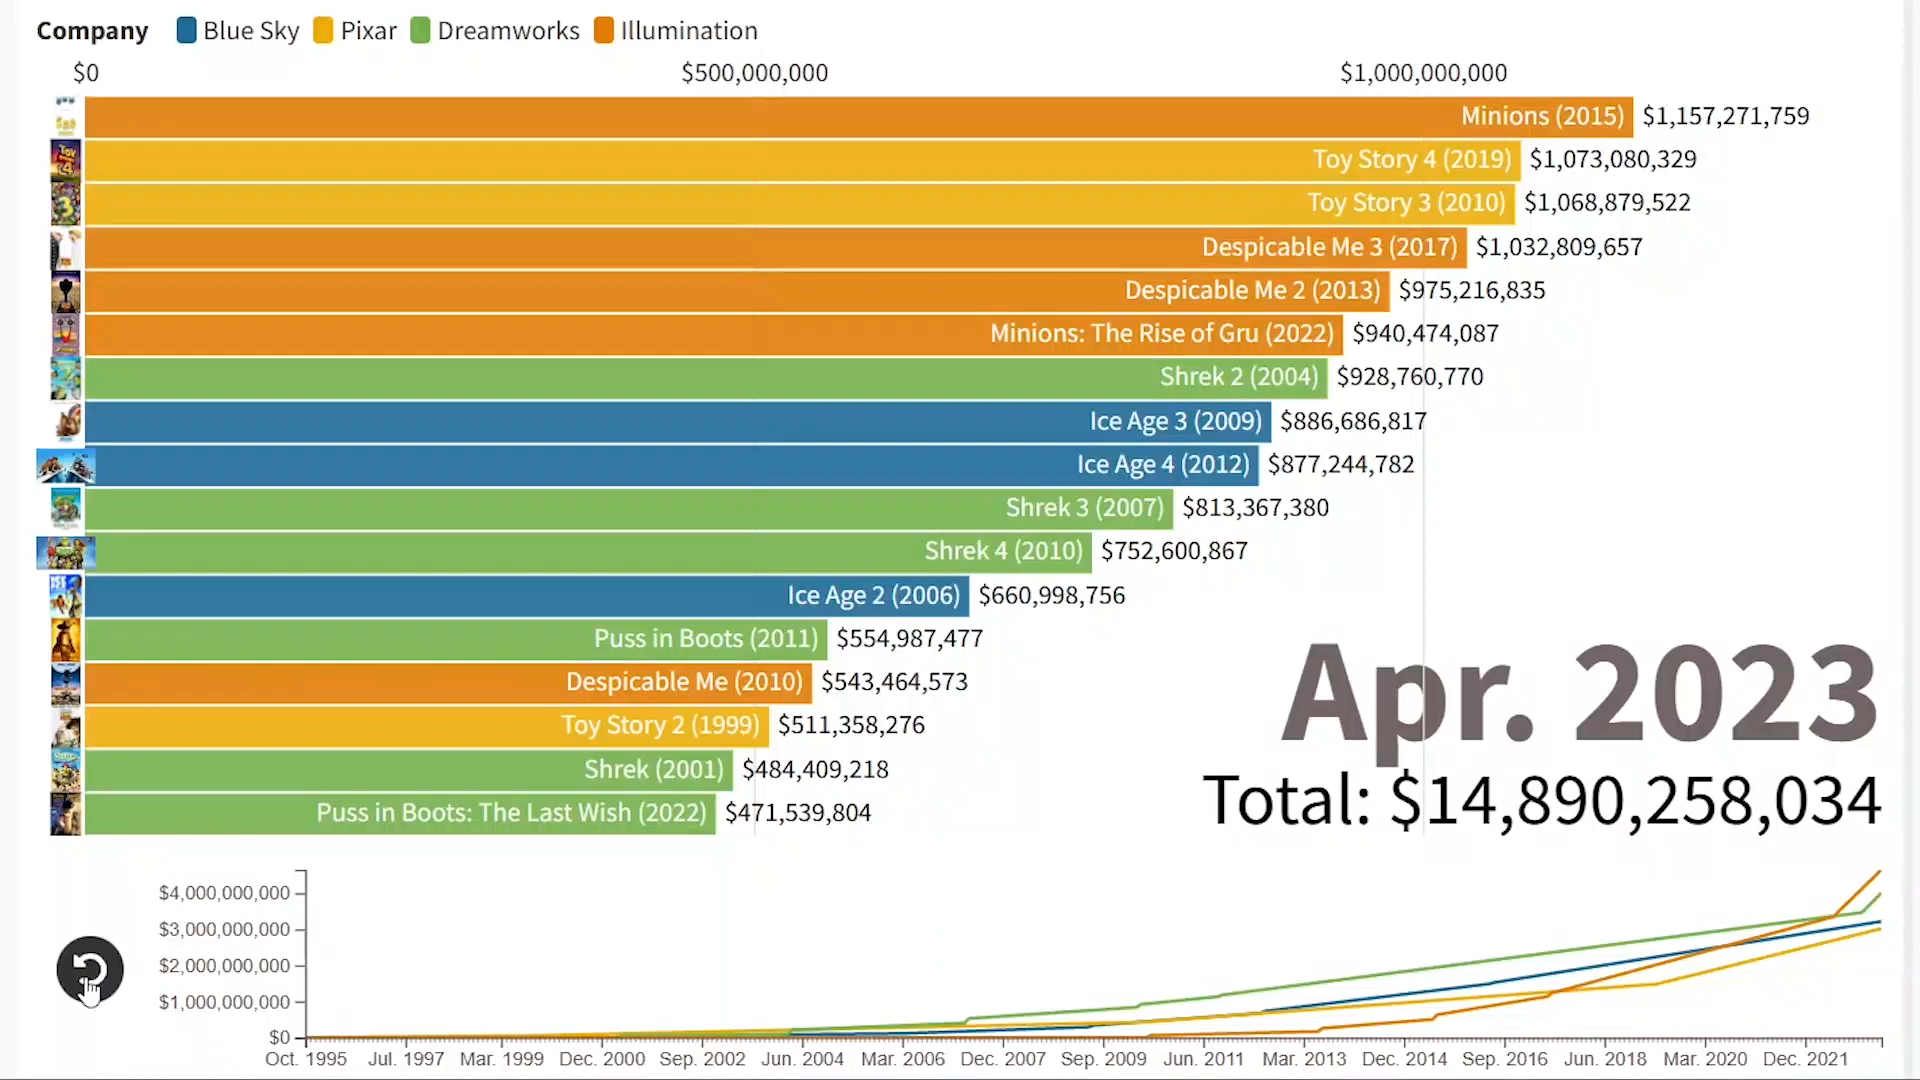 Company Blue Sky Pixar Dreamworks Illumination
$0 $500,000,000 $1,000,000,000
Minions (2015) $1,157,271,759
Toy Story 4 (2019) $1,073,080,329
Toy Story 3 (2010) $1,068,879,522
Despicable Me 3 (2017) $1,032,809,657
Despicable Me 2 (2013) $975,216,835
Minions: The Rise of Gru (2022) $940,474,087
Shrek 2 (2004) $928,760,770
Ice Age 3 (2009) $886,686,817
Ice Age 4 (2012) $877,244,782
Shrek 3 (2007) $813,367,380
Shrek 4 (2010) $752,600,867
Ice Age 2 (2006) $660,998,756
Puss in Boots (2011) $554,987,477
Despicable Me (2010) $543,464,573
Toy Story 2 (1999) $511,358,276
Shrek (2001) $484,409,218
Puss in Boots: The Last Wish (2022) $471,539,804
Apr. 2023
Total: $14,890,258,034
$4,000,000,000
$3,000,000,000
$2,000,000,000
$1,000,000,000
$0
Oct. 1995 Jul. 1997 Mar. 1999 Dec. 2000 Sep. 2002 Jun. 2004 Mar. 2006 Dec. 2007 Sep. 2009 Jun. 2011 Mar. 2013 Dec. 2014 Sep. 2016 Jun. 2018 Mar. 2020 Dec. 2021